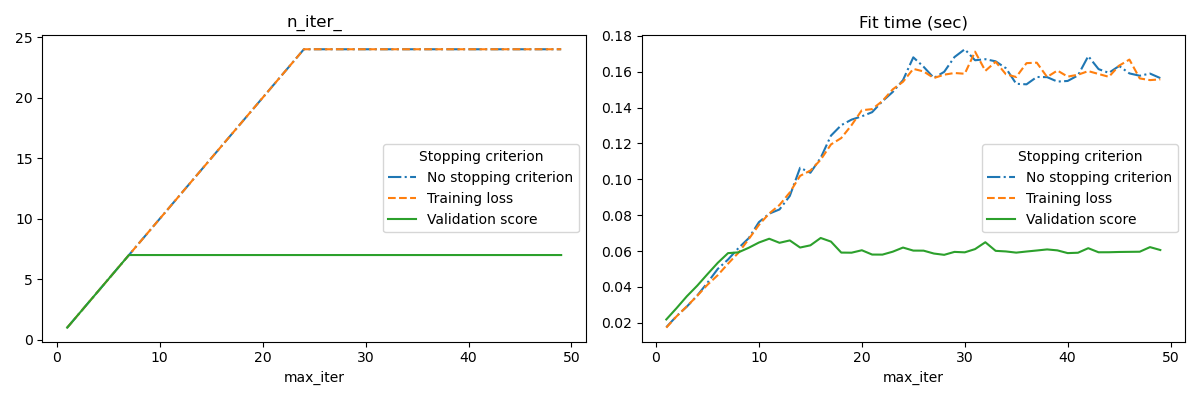 n_iter_
25
20
15
10
5
0
0 10 20 30 40 50
max_iter
Stopping criterion
No stopping criterion
Training loss
Validation score
Fit time (sec)
0.18
0.16
0.14
0.12
0.10
0.08
0.06
0.04
0.02
0 10 20 30 40 50
max_iter
Stopping criterion
No stopping criterion
Training loss
Validation score